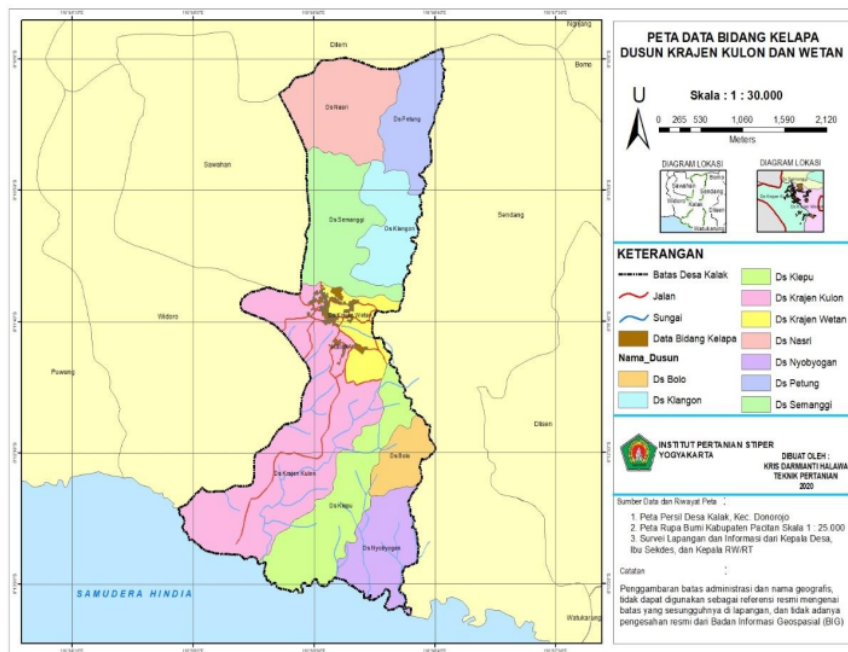 PETA DATA BIDANG KELAPA
DUSUN KRAJEN KULON DAN WETAN
U
Skala : 1 : 30.000
0 265 530 1,060 1,590 2,120
Meters
DIAGRAM LOKASI
DIAGRAM LOKASI
KETERANGAN
Batas Desa Kalak
Jalan
Sungai
Data Bidang Kelapa
Nama_Dusun
Ds Bolo
Ds Klangon
Ds Klepu
Ds Krajen Kulon
Ds Krajen Wetan
Ds Nasri
Ds Nyobyogan
Ds Petung
Ds Semanggi
INSTITUT PERTANIAN STIPER
YOGYAKARTA
DIBUAT OLEH :
KRIS DARMIANTI HALAWA
TEKNIK PERTANIAN
2020
Sumber Data dan Riwayat Peta :
1. Peta Persil Desa Kalak, Kec. Donorojo
2. Peta Rupa Bumi Kabupaten Pacitan Skala 1 : 25.000
3. Survei Lapangan dan Informasi dari Kepala Desa,
Ibu Sekdes, dan Kepala RW/RT
Catatan :
Penggambaran batas administrasi dan nama geografis,
tidak dapat digunakan sebagai referensi resmi mengenai
batas yang sesungguhnya di lapangan, dan tidak adanya
pengesahan resmi dari Badan Informasi Geospasial (BIG)
Bomo
Sawahan
Ds Nasri
Ds Petung
Ds Semanggi
Ds Klangon
Sendang
Widoro
Puwang
Ds Bolo
Ds Krajen Kulon
Ds Klepu
Ds Nyobyogan
SAMUDERA HINDIA
Watukarung